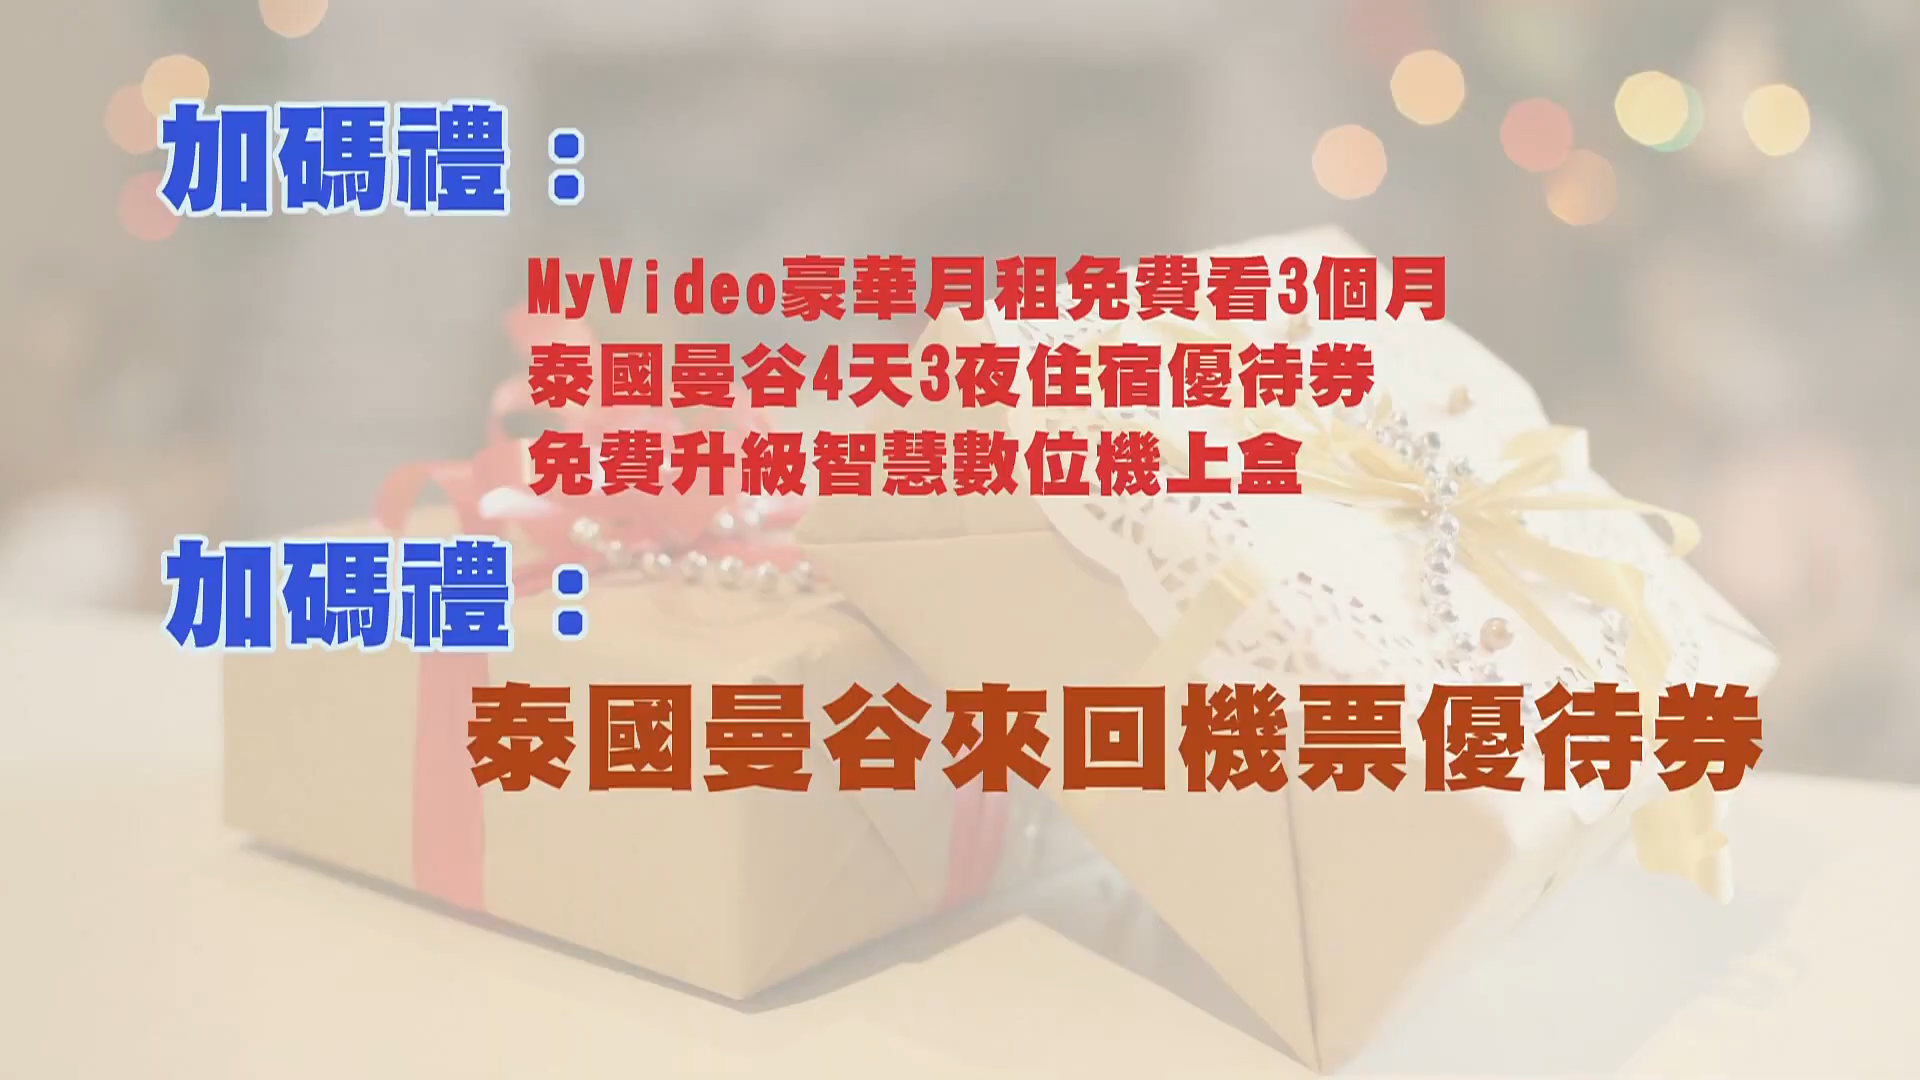 加碼禮：
MyVideo豪華月租免費看3個月
泰國曼谷4天3夜住宿優待券
免費升級智慧數位機上盒
加碼禮：
泰國曼谷來回機票優待券